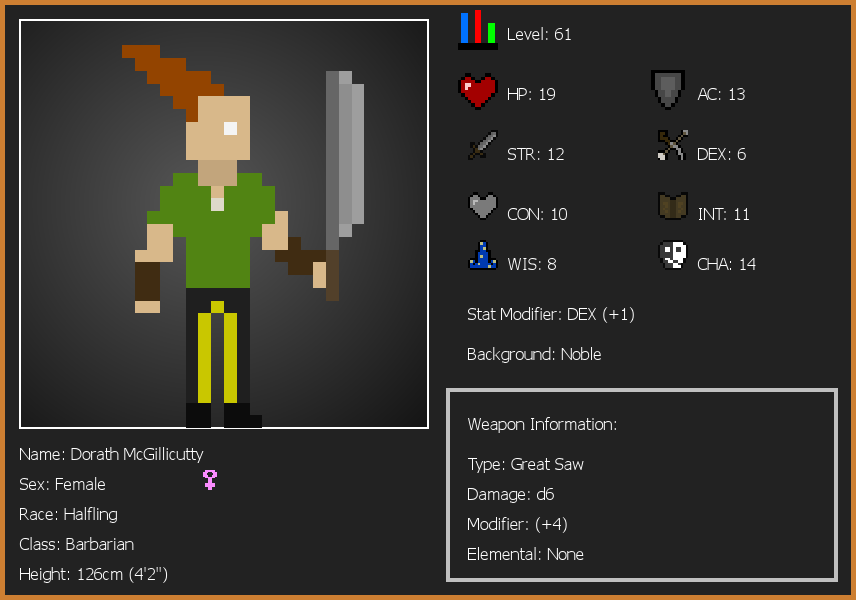 Level: 61
HP: 19
AC: 13
STR: 12
DEX: 6
CON: 10
INT: 11
WIS: 8
CHA: 14
Stat Modifier: DEX (+1)
Background: Noble
Weapon Information:
Type: Great Saw
Damage: d6
Modifier: (+4)
Elemental: None
Name: Dorath McGillicutty
Sex: Female
Race: Halfling
Class: Barbarian
Height: 126cm (4'2")